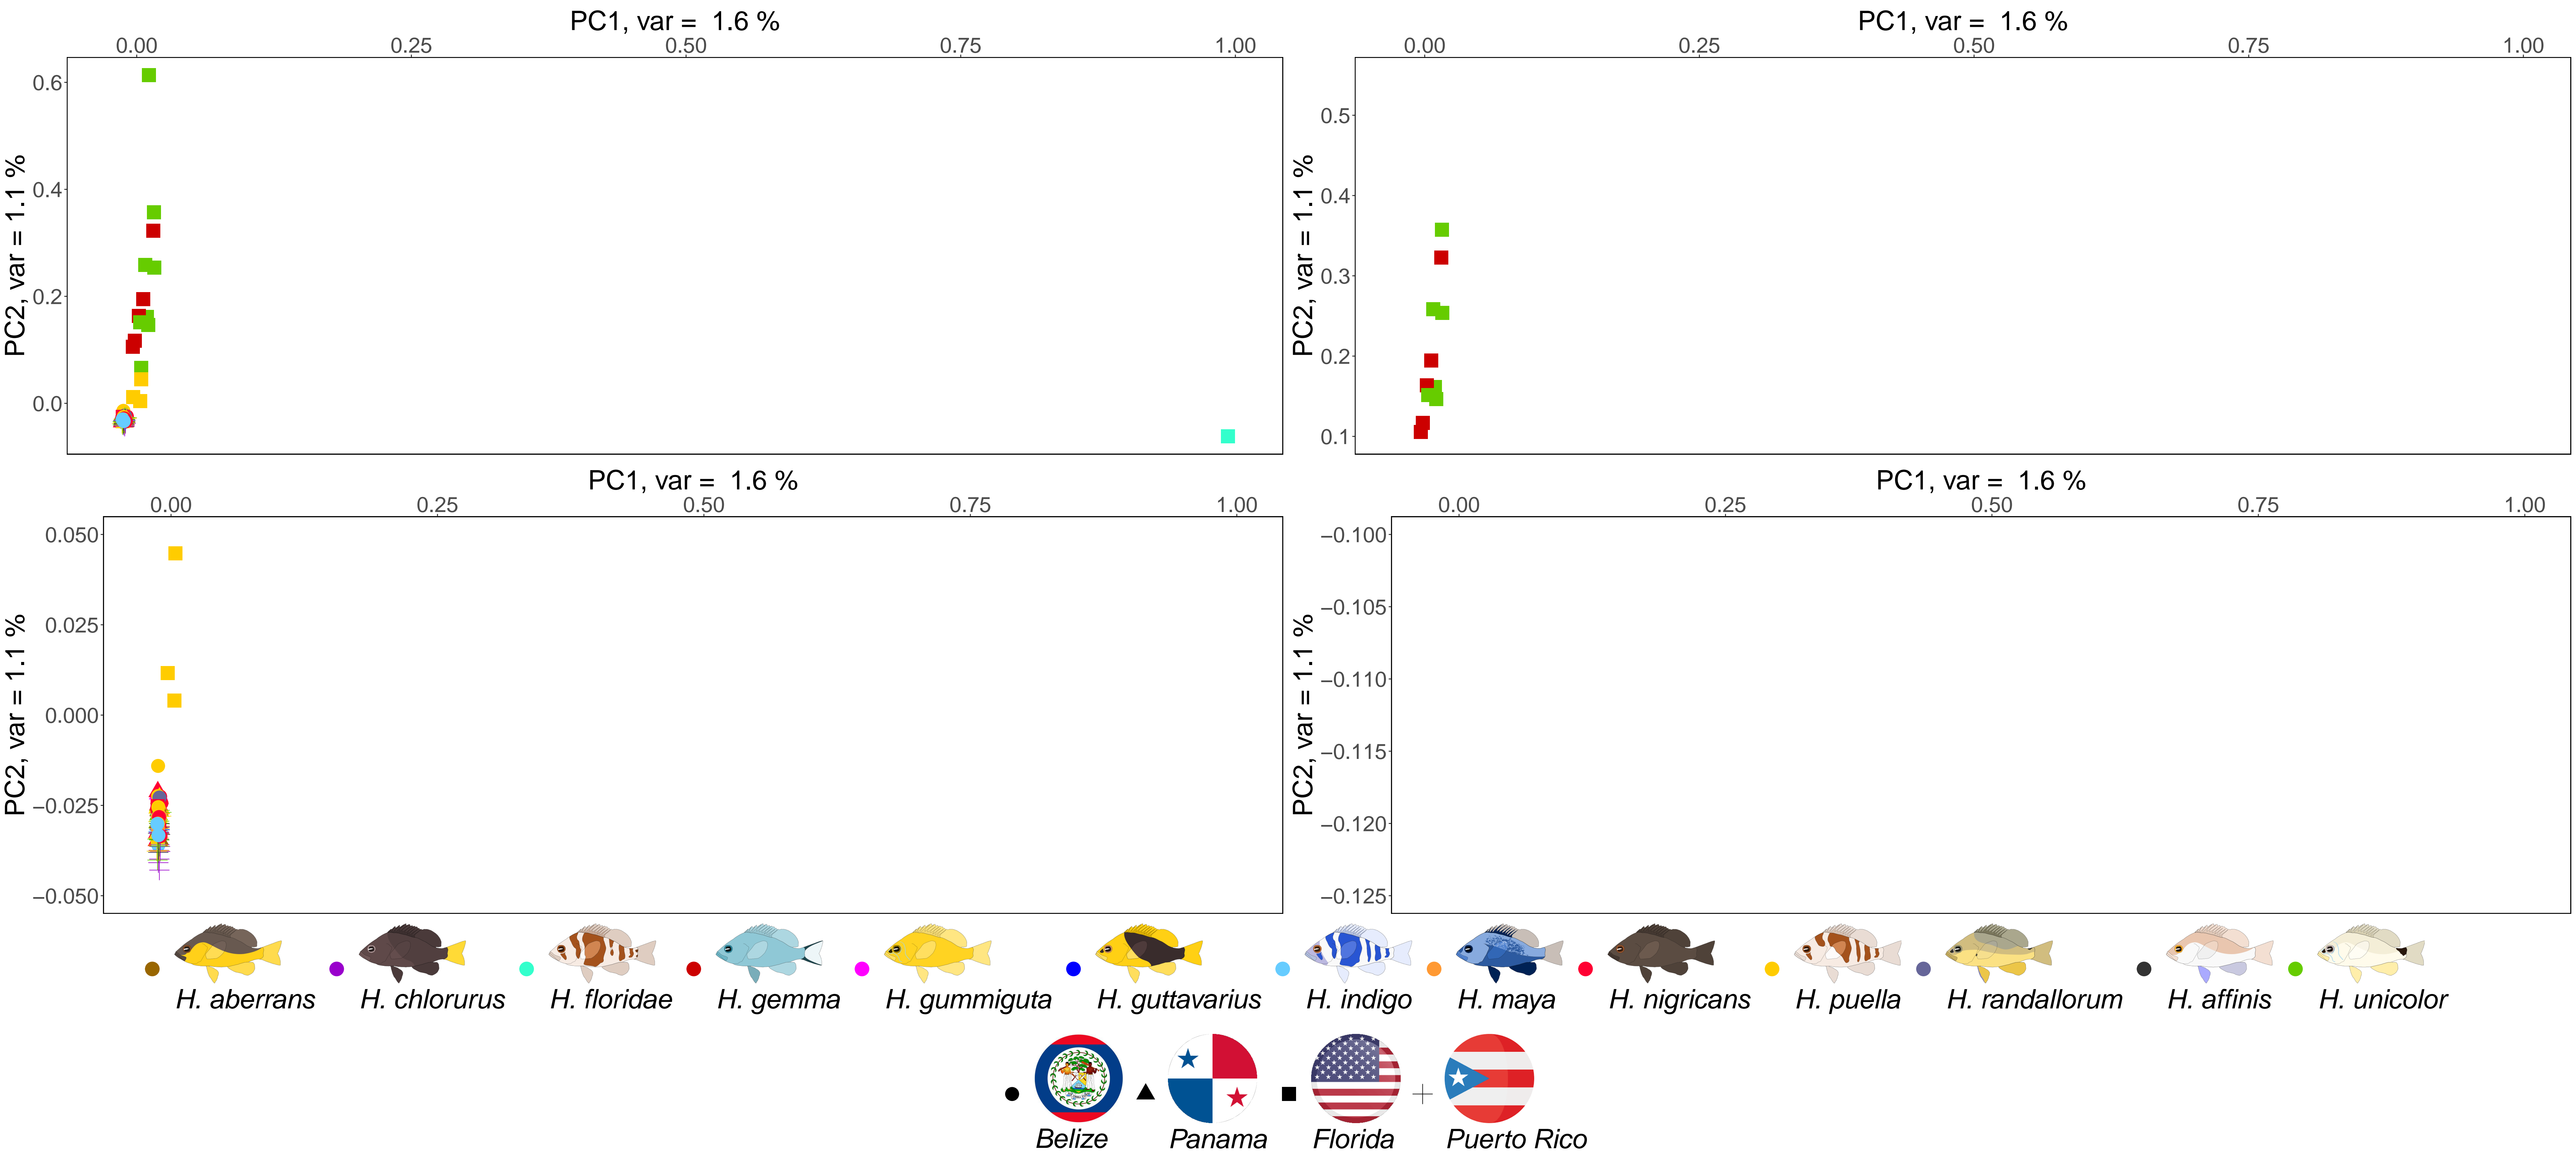 PC1, var = 1.6 %
0.00 0.25 0.50 0.75 1.00
PC2, var = 1.1 %
0.6
0.4
0.2
0.0
PC1, var = 1.6 %
0.00 0.25 0.50 0.75 1.00
PC2, var = 1.1 %
0.5
0.4
0.3
0.2
0.1
PC1, var = 1.6 %
0.00 0.25 0.50 0.75 1.00
PC2, var = 1.1 %
0.050
0.025
0.000
−0.025
−0.050
PC1, var = 1.6 %
0.00 0.25 0.50 0.75 1.00
PC2, var = 1.1 %
−0.100
−0.105
−0.110
−0.115
−0.120
−0.125
H. aberrans H. chlorurus H. floridae H. gemma H. gummiguta H. guttavarius H. indigo H. maya H. nigricans H. puella H. randallorum H. affinis H. unicolor
Belize Panama Florida Puerto Rico